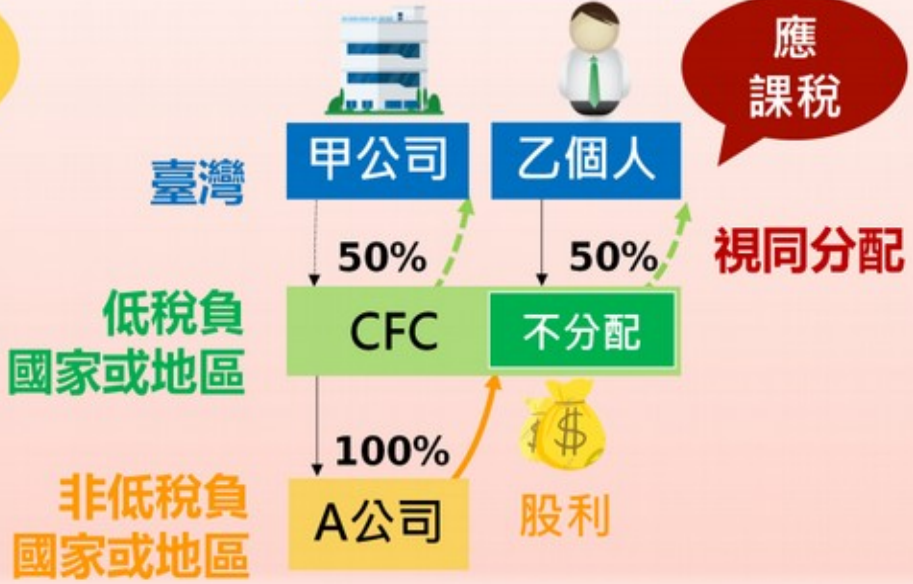 應
課稅
甲公司
乙個人
臺灣
50%
50%
視同分配
低稅負
國家或地區
CFC
不分配
$
100%
非低稅負
國家或地區
A公司
股利